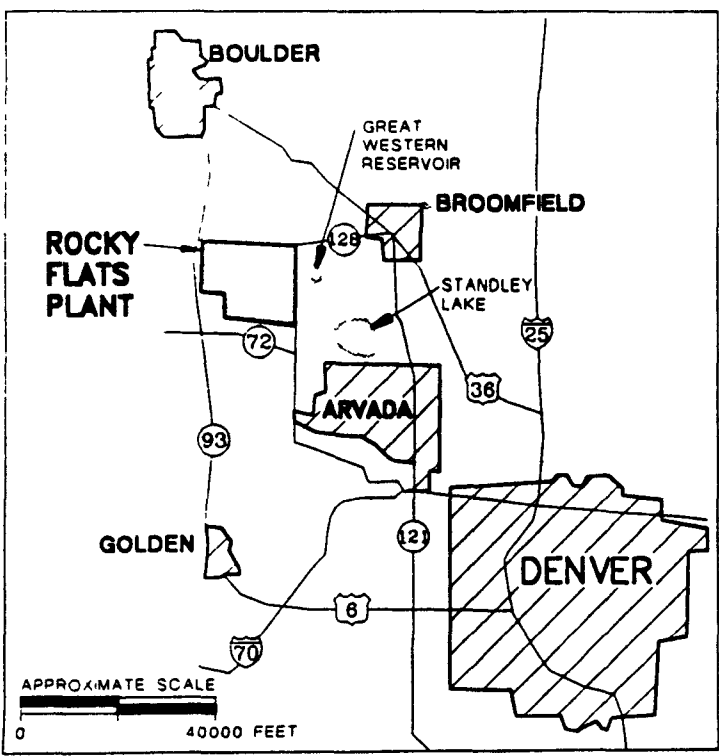 BOULDER
GREAT
WESTERN
RESERVOIR
BROOMFIELD
ROCKY
FLATS
PLANT
128
STANDLEY
LAKE
72
25
36
ARVADA
93
GOLDEN
121
DENVER
6
70
APPROXIMATE SCALE
0 40000 FEET